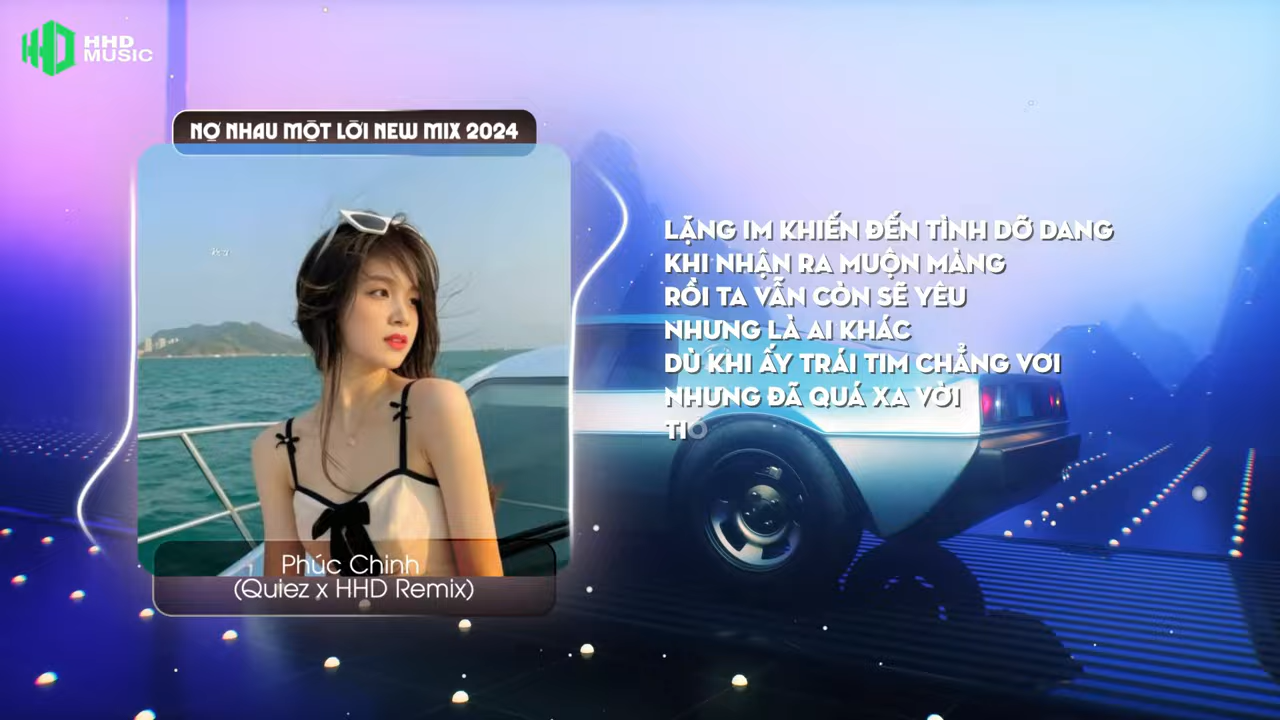 HHD
MUSIC
NỢ NHAU MỘT LỜI NEW MIX 2024
LẶNG IM KHIẾN ĐẾN TÌNH DỠ DANG
KHI NHẬN RA MUỘN MÀNG
RỒI TA VẪN CÒN SẼ YÊU
NHƯNG LÀ AI KHÁC
DÙ KHI ẤY TRÁI TIM CHẲNG VƠI
NHƯNG ĐÃ QUÁ XA VỜI
TIO
Phúc Chinh
(Quiez x HHD Remix)